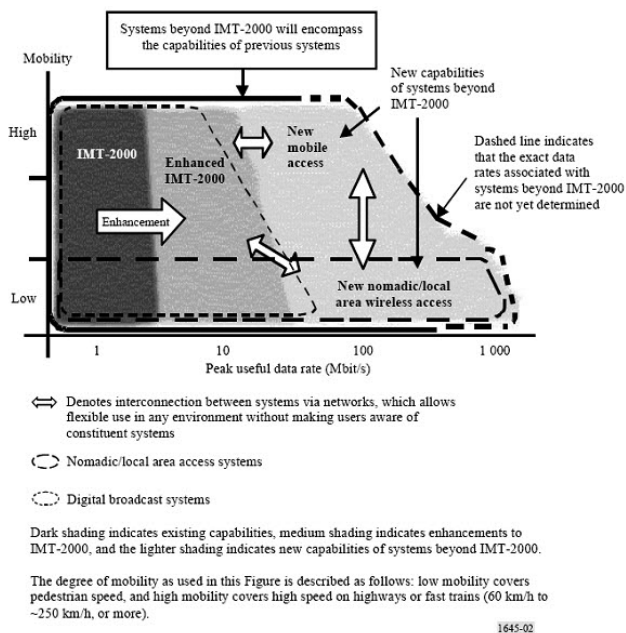 Systems beyond IMT-2000 will encompass
the capabilities of previous systems
Mobility
New capabilities
of systems beyond
IMT-2000
High
IMT-2000
Enhanced
IMT-2000
New
mobile
access
Dashed line indicates
that the exact data
rates associated with
systems beyond IMT-2000
are not yet determined
Enhancement
Low
New nomadic/local
area wireless access
1 10 100 1 000
Peak useful data rate (Mbit/s)
Denotes interconnection between systems via networks, which allows
flexible use in any environment without making users aware of
constituent systems
Nomadic/local area access systems
Digital broadcast systems
Dark shading indicates existing capabilities, medium shading indicates enhancements to
IMT-2000, and the lighter shading indicates new capabilities of systems beyond IMT-2000.
The degree of mobility as used in this Figure is described as follows: low mobility covers
pedestrian speed, and high mobility covers high speed on highways or fast trains (60 km/h to
~250 km/h, or more).
1645-02